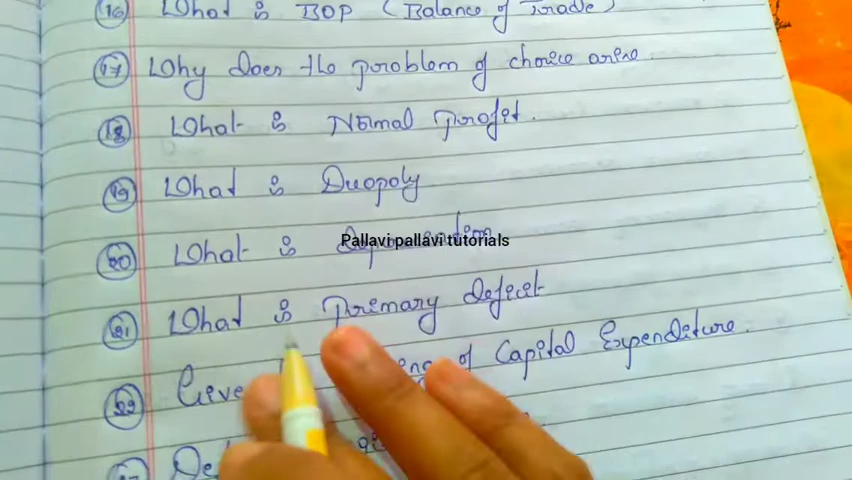 (16) What is BOP (Balance of Trade)
(17) Why does the problem of choice arise.
(18) What is Normal Profit.
(19) What is Duopoly
(20) What is
Pallavi pallavi tutorials
(21) What is Primary deficit
(22) Give of Capital Expenditure.